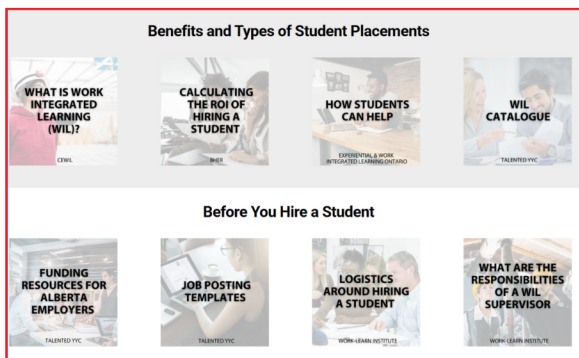 Benefits and Types of Student Placements
WHAT IS WORK
INTEGRATED
LEARNING
(WIL)?
CEWIL
CALCULATING
THE ROI OF
HIRING A
STUDENT
BHER
HOW STUDENTS
CAN HELP
EXPERIENTIAL & WORK
INTEGRATED LEARNING ONTARIO
WIL
CATALOGUE
TALENTED YYC
Before You Hire a Student
FUNDING
RESOURCES FOR
ALBERTA
EMPLOYERS
TALENTED YYC
JOB POSTING
TEMPLATES
TALENTED YYC
LOGISTICS
AROUND HIRING
A STUDENT
WORK-LEARN INSTITUTE
WHAT ARE THE
RESPONSIBILITIES
OF A WIL
SUPERVISOR
WORK-LEARN INSTITUTE